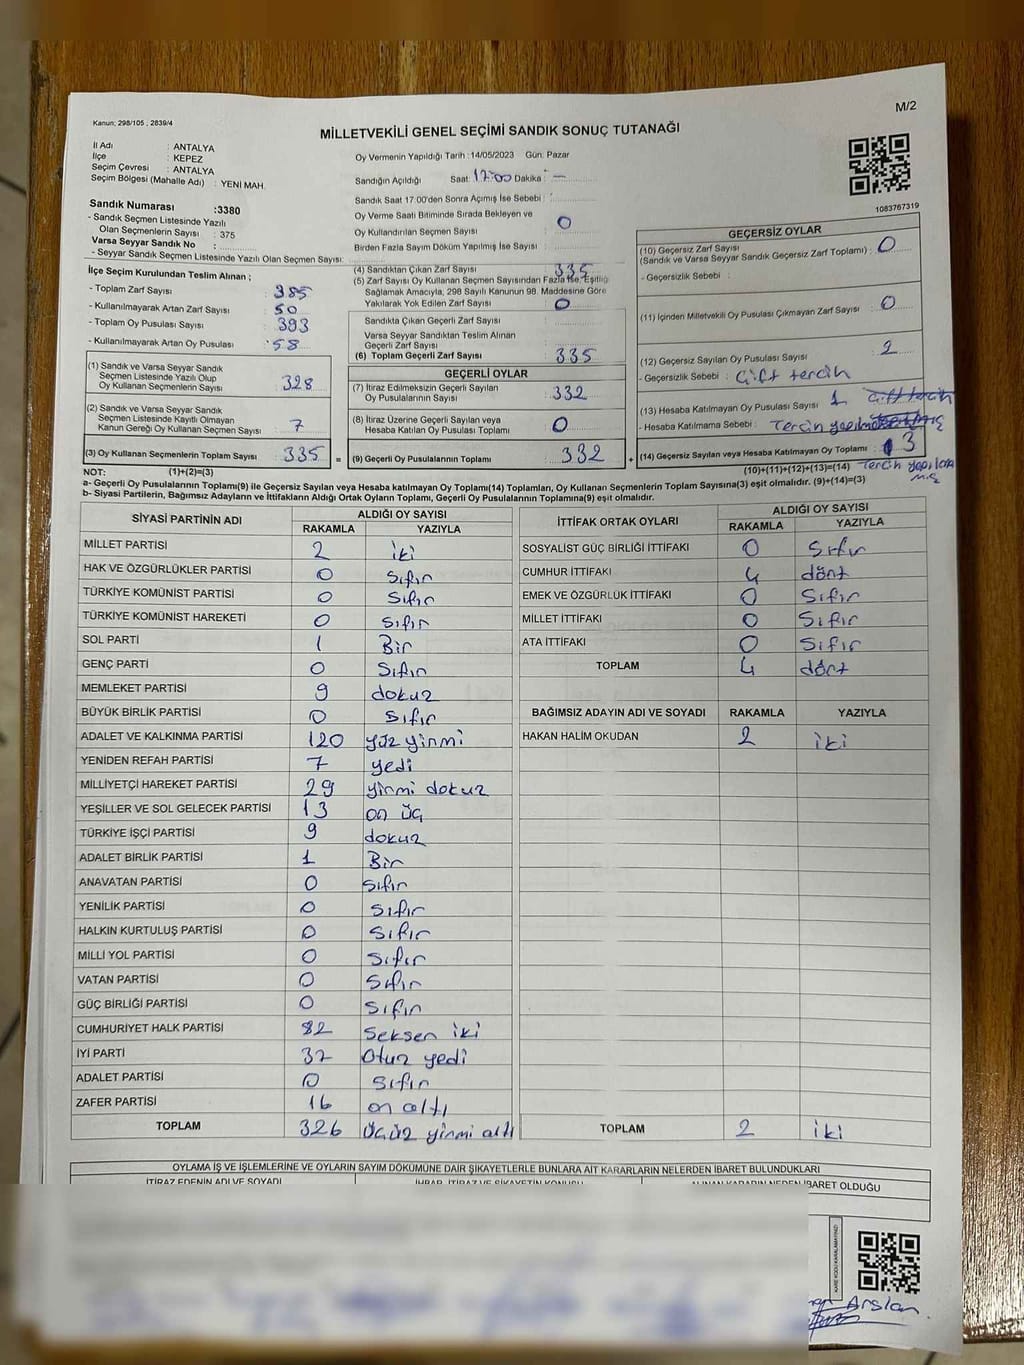 M/2
Kanun; 298/105 ; 2839/4
MİLLETVEKİLİ GENEL SEÇİMİ SANDIK SONUÇ TUTANAĞI
İl Adı : ANTALYA
İlçe : KEPEZ
Seçim Çevresi : ANTALYA
Seçim Bölgesi (Mahalle Adı) : YENİ MAH.
Oy Vermenin Yapıldığı Tarih :14/05/2023 Gün: Pazar
Sandığın Açıldığı Saat: 17:00 Dakika : —
Sandık Saat 17:00'den Sonra Açımış İse Sebebi :
Oy Verme Saati Bitiminde Sırada Bekleyen ve
Oy Kullandırılan Seçmen Sayısı : 0
Birden Fazla Sayım Döküm Yapılmış İse Sayısı :
1083767319
Sandık Numarası :3380
- Sandık Seçmen Listesinde Yazılı
Olan Seçmenlerin Sayısı : 375
Varsa Seyyar Sandık No :
- Seyyar Sandık Seçmen Listesinde Yazılı Olan Seçmen Sayısı:
İlçe Seçim Kurulundan Teslim Alınan ;
- Toplam Zarf Sayısı : 385
- Kullanılmayarak Artan Zarf Sayısı : 50
- Toplam Oy Pusulası Sayısı : 393
- Kullanılmayarak Artan Oy Pusulası : 58
(1) Sandık ve Varsa Seyyar Sandık
Seçmen Listesinde Yazılı Olup
Oy Kullanan Seçmenlerin Sayısı : 328
(2) Sandık ve Varsa Seyyar Sandık
Seçmen Listesinde Kayıtlı Olmayan
Kanun Gereği Oy Kullanan Seçmen Sayısı : 7
(3) Oy Kullanan Seçmenlerin Toplam Sayısı : 335 =
(4) Sandıktan Çıkan Zarf Sayısı : 335
(5) Zarf Sayısı Oy Kullanan Seçmen Sayısından Fazla İse, Eşitliği
Sağlamak Amacıyla, 298 Sayılı Kanunun 98. Maddesine Göre
Yakılarak Yok Edilen Zarf Sayısı : 0
Sandıkta Çıkan Geçerli Zarf Sayısı :
Varsa Seyyar Sandıktan Teslim Alınan
Geçerli Zarf Sayısı :
(6) Toplam Geçerli Zarf Sayısı : 335
GEÇERLİ OYLAR
(7) İtiraz Edilmeksizin Geçerli Sayılan
Oy Pusulalarının Sayısı : 332
(8) İtiraz Üzerine Geçerli Sayılan veya
Hesaba Katılan Oy Pusulası Toplamı : 0
(9) Geçerli Oy Pusulalarının Toplamı : 332 +
GEÇERSİZ OYLAR
(10) Geçersiz Zarf Sayısı
(Sandık ve Varsa Seyyar Sandık Geçersiz Zarf Toplamı) : 0
- Geçersizlik Sebebi :
(11) İçinden Milletvekili Oy Pusulası Çıkmayan Zarf Sayısı : 0
(12) Geçersiz Sayılan Oy Pusulası Sayısı : 2
- Geçersizlik Sebebi : Çift tercih
(13) Hesaba Katılmayan Oy Pusulası Sayısı : 1 Çift tercih
- Hesaba Katılmama Sebebi : Tercih
(14) Geçersiz Sayılan veya Hesaba Katılmayan Oy Toplamı : 3
NOT: (1)+(2)=(3) (10)+(11)+(12)+(13)=(14) Tercih yapılmamış
a- Geçerli Oy Pusulalarının Toplamı(9) ile Geçersiz Sayılan veya Hesaba katılmayan Oy Toplamı(14) Toplamları, Oy Kullanan Seçmenlerin Toplam Sayısına(3) eşit olmalıdır. (9)+(14)=(3)
b- Siyasi Partilerin, Bağımsız Adayların ve İttifakların Aldığı Ortak Oyların Toplamı, Geçerli Oy Pusulalarının Toplamına(9) eşit olmalıdır.
SİYASİ PARTİNİN ADI ALDIĞI OY SAYISI
RAKAMLA YAZIYLA
MİLLET PARTİSİ 2 iki
HAK VE ÖZGÜRLÜKLER PARTİSİ 0 sıfır
TÜRKİYE KOMÜNİST PARTİSİ 0 sıfır
TÜRKİYE KOMÜNİST HAREKETİ 0 sıfır
SOL PARTİ 1 Bir
GENÇ PARTİ 0 sıfır
MEMLEKET PARTİSİ 9 dokuz
BÜYÜK BİRLİK PARTİSİ 0 sıfır
ADALET VE KALKINMA PARTİSİ 120 yüz yirmi
YENİDEN REFAH PARTİSİ 7 yedi
MİLLİYETÇİ HAREKET PARTİSİ 29 yirmi dokuz
YEŞİLLER VE SOL GELECEK PARTİSİ 13 on üç
TÜRKİYE İŞÇİ PARTİSİ 9 dokuz
ADALET BİRLİK PARTİSİ 1 Bir
ANAVATAN PARTİSİ 0 sıfır
YENİLİK PARTİSİ 0 sıfır
HALKIN KURTULUŞ PARTİSİ 0 sıfır
MİLLİ YOL PARTİSİ 0 sıfır
VATAN PARTİSİ 0 sıfır
GÜÇ BİRLİĞİ PARTİSİ 0 sıfır
CUMHURİYET HALK PARTİSİ 82 seksen iki
İYİ PARTİ 37 Otuz yedi
ADALET PARTİSİ 0 sıfır
ZAFER PARTİSİ 16 on altı
TOPLAM 326 Üçüz yirmi altı
İTTİFAK ORTAK OYLARI ALDIĞI OY SAYISI
RAKAMLA YAZIYLA
SOSYALİST GÜÇ BİRLİĞİ İTTİFAKI 0 sıfır
CUMHUR İTTİFAKI 4 dört
EMEK VE ÖZGÜRLÜK İTTİFAKI 0 sıfır
MİLLET İTTİFAKI 0 sıfır
ATA İTTİFAKI 0 sıfır
TOPLAM 4 dört
BAĞIMSIZ ADAYIN ADI VE SOYADI RAKAMLA YAZIYLA
HAKAN HALİM OKUDAN 2 iki
TOPLAM 2 iki
OYLAMA İŞ VE İŞLEMLERİNE VE OYLARIN SAYIM DÖKÜMÜNE DAİR ŞİKAYETLERLE BUNLARA AİT KARARLARIN NELERDEN İBARET BULUNDUKLARI
İTİRAZ EDENİN ADI VE SOYADI İHBAR, İTİRAZ VE ŞİKAYETİN KONUSU ALINAN KARARIN NEDEN İBARET OLDUĞU
KARE KODU KARALAMAYINIZ!
Arslan